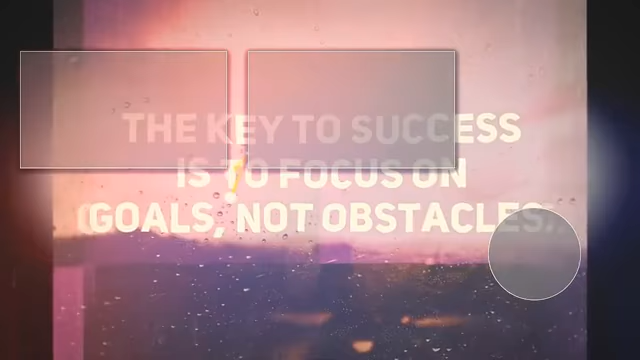 THE KEY TO SUCCESS
IS TO FOCUS ON
(GOALS, NOT OBSTACLES.)